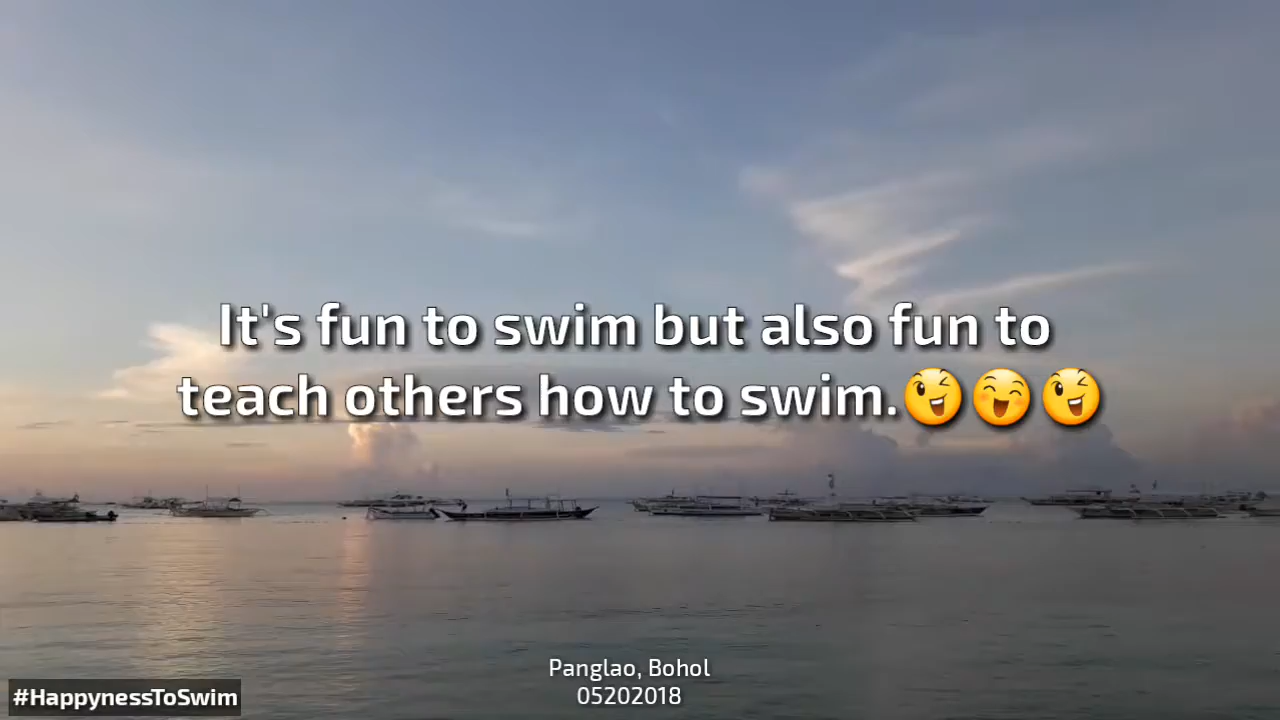 It's fun to swim but also fun to
teach others how to swim.😉😄😉
Panglao, Bohol
05202018
#HappynessToSwim